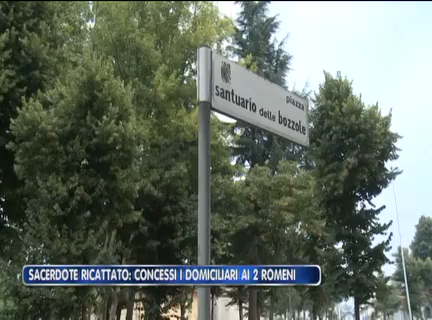 piazza
santuario delle bozzole
SACERDOTE RICATTATO: CONCESSI I DOMICILIARI AI 2 ROMENI